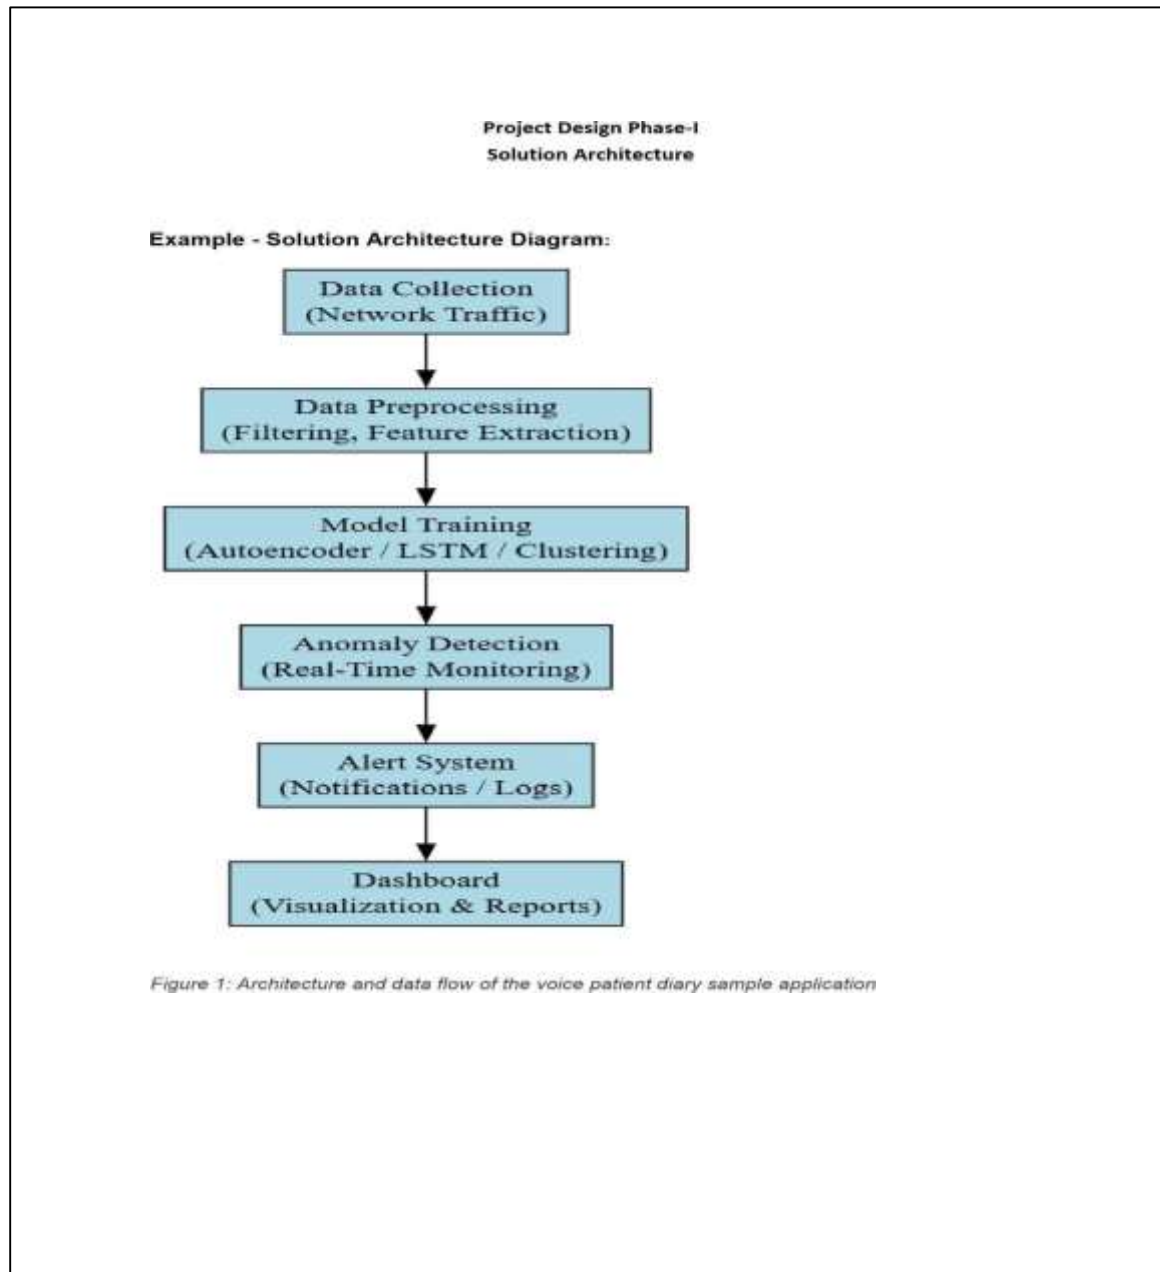 Project Design Phase-I
Solution Architecture
Example - Solution Architecture Diagram:
Data Collection
(Network Traffic)
Data Preprocessing
(Filtering, Feature Extraction)
Model Training
(Autoencoder / LSTM / Clustering)
Anomaly Detection
(Real-Time Monitoring)
Alert System
(Notifications / Logs)
Dashboard
(Visualization & Reports)
Figure 1: Architecture and data flow of the voice patient diary sample application